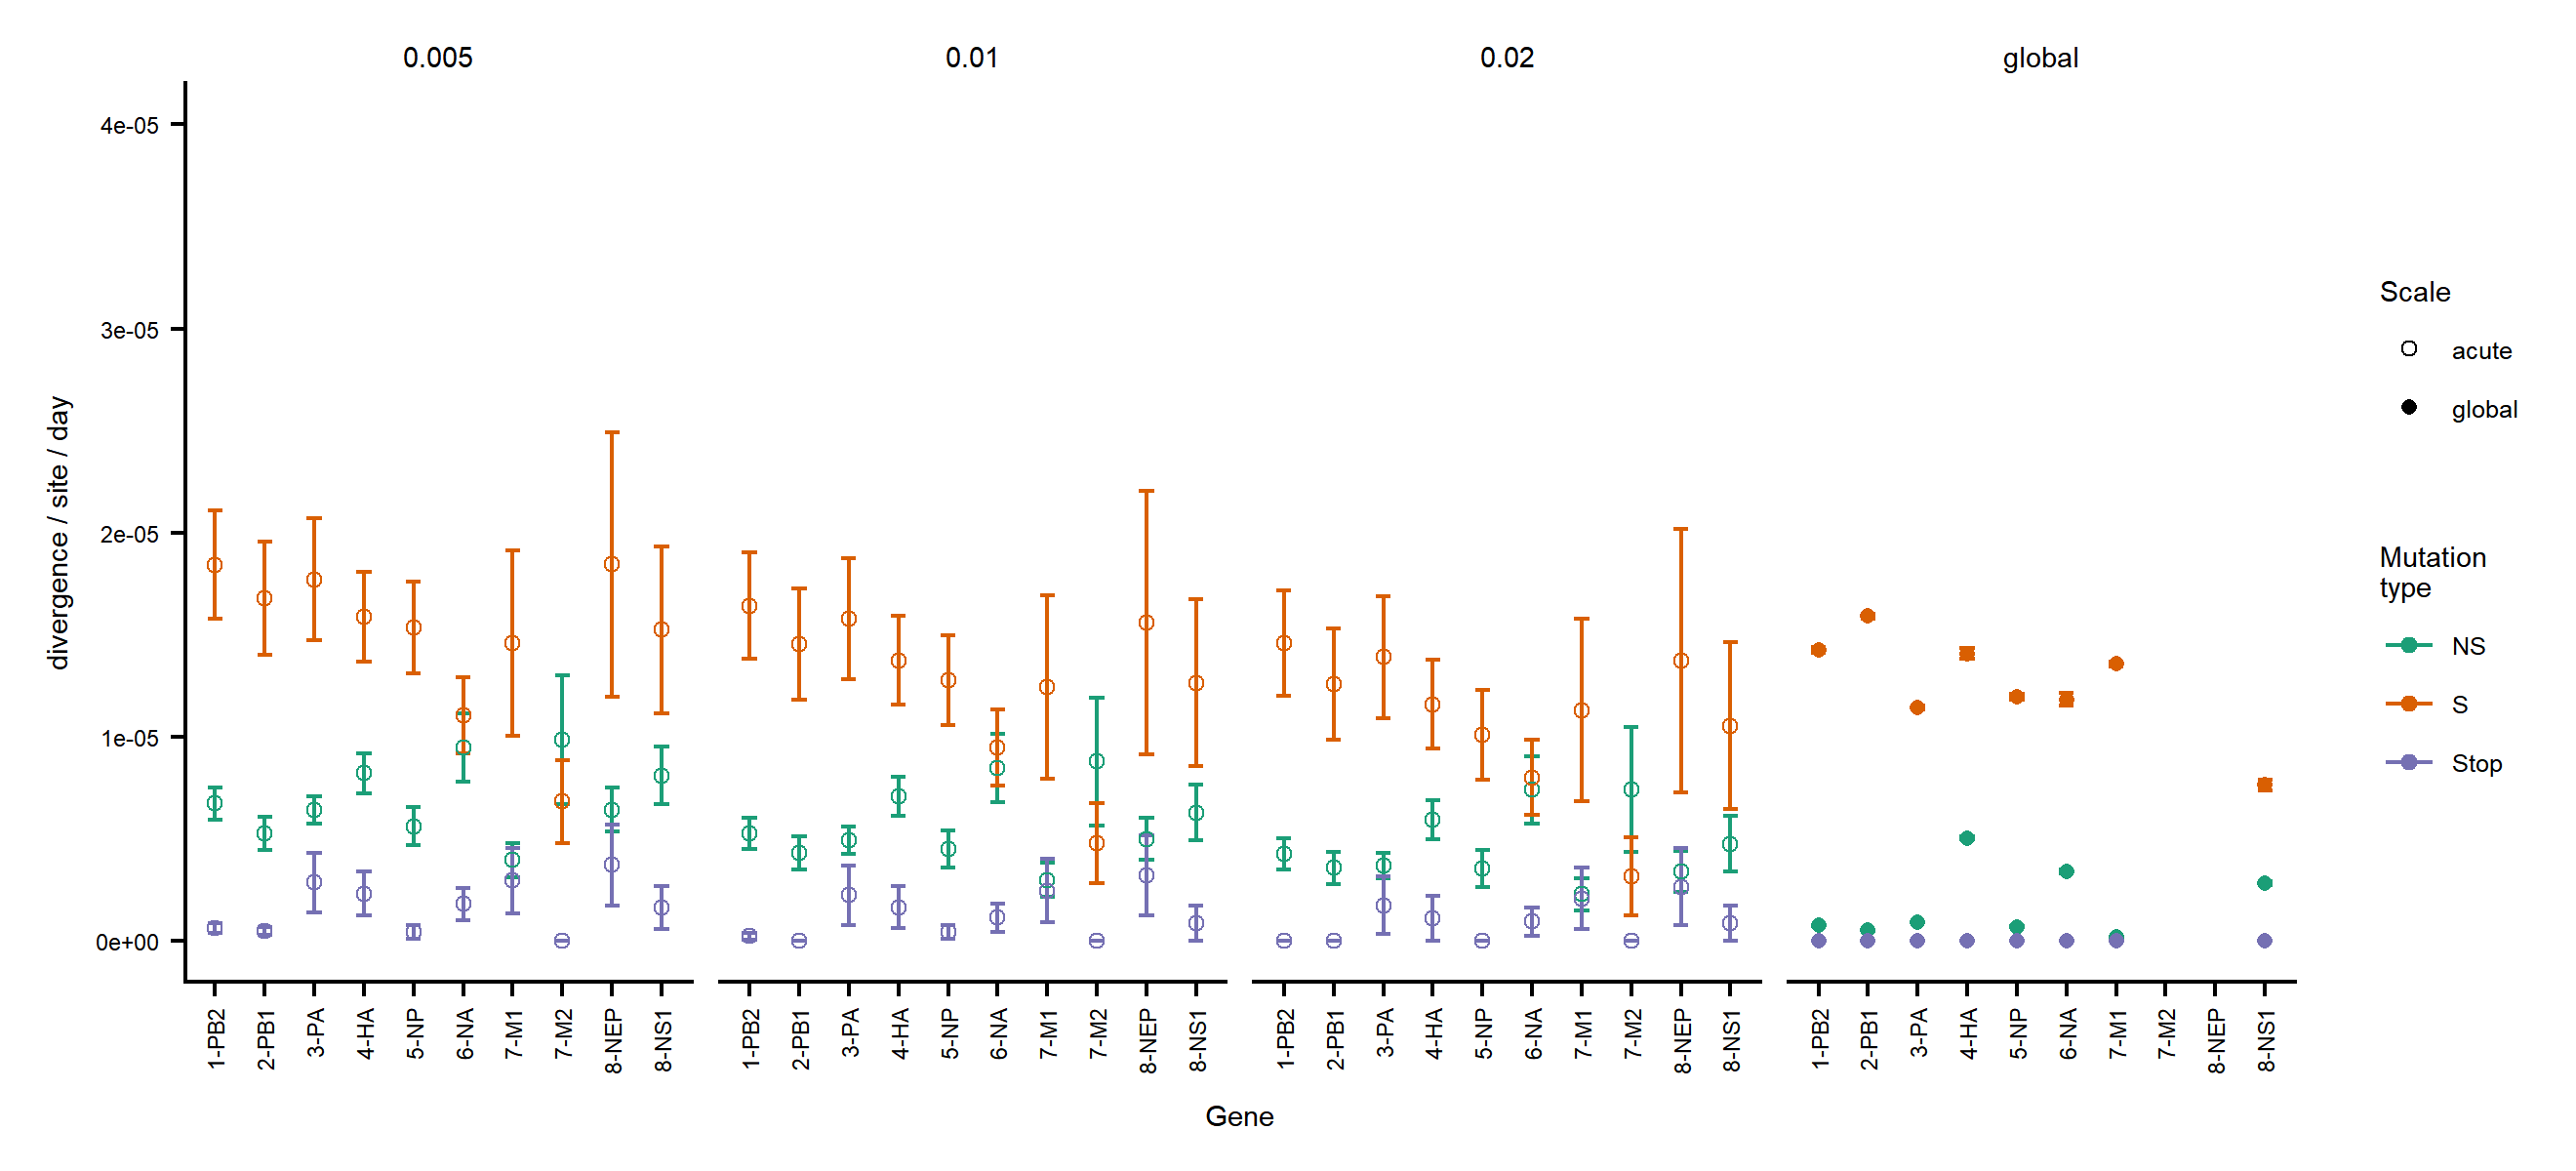 0.005
0.01
0.02
global
4e-05
3e-05
2e-05
1e-05
0e+00
divergence / site / day
1-PB2
2-PB1
3-PA
4-HA
5-NP
6-NA
7-M1
7-M2
8-NEP
8-NS1
1-PB2
2-PB1
3-PA
4-HA
5-NP
6-NA
7-M1
7-M2
8-NEP
8-NS1
1-PB2
2-PB1
3-PA
4-HA
5-NP
6-NA
7-M1
7-M2
8-NEP
8-NS1
1-PB2
2-PB1
3-PA
4-HA
5-NP
6-NA
7-M1
7-M2
8-NEP
8-NS1
Gene
Scale
acute
global
Mutation
type
NS
S
Stop